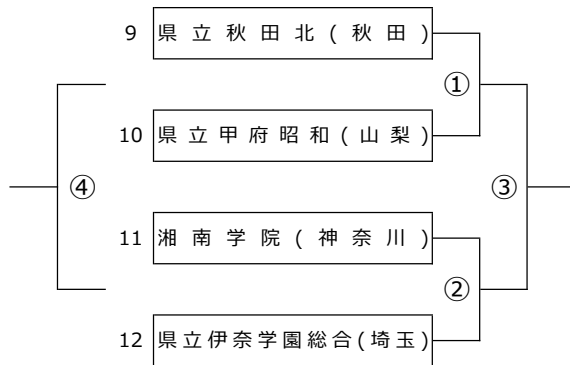 9 県立秋田北(秋田)
①
10 県立甲府昭和(山梨)
④
③
11 湘南学院(神奈川)
②
12 県立伊奈学園総合(埼玉)